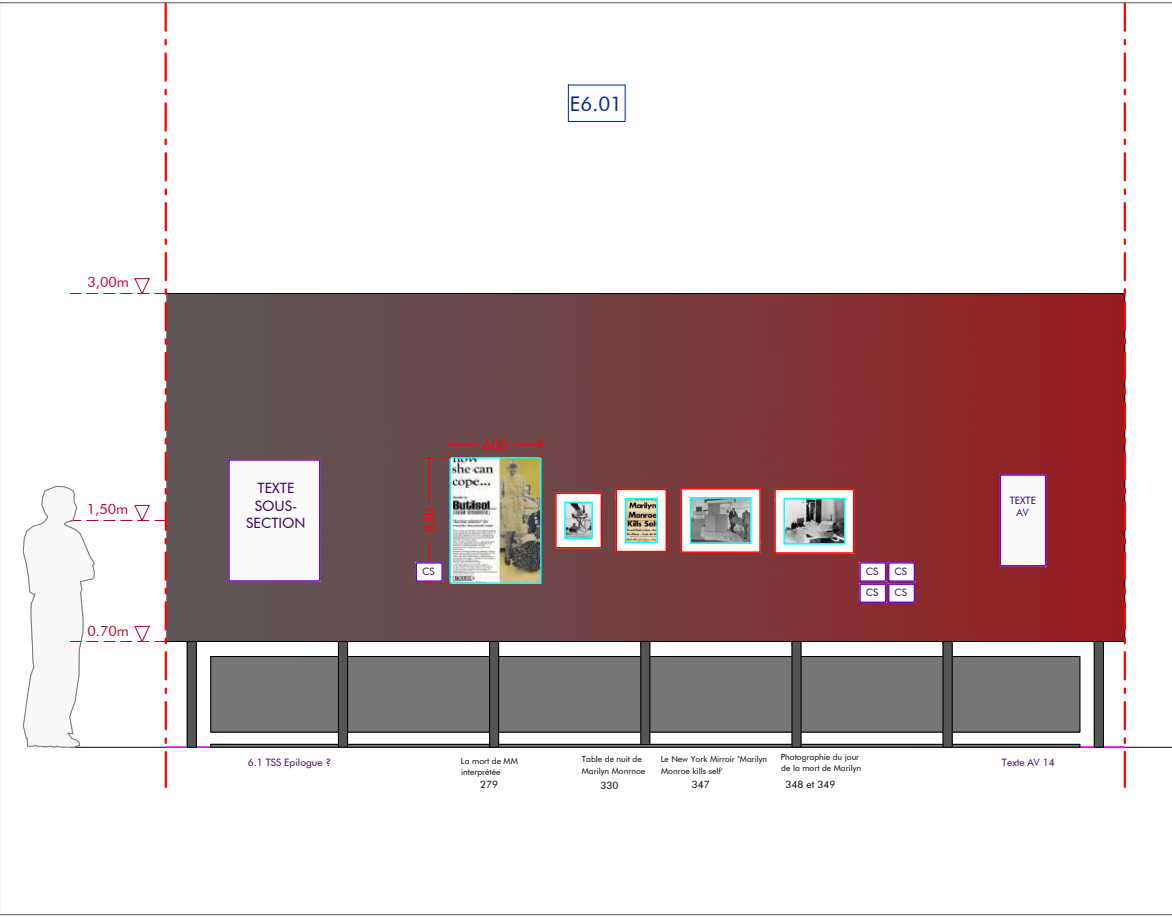 E6.01
3,00m
600
how
she can
cope...
Butisol
TEXTE
SOUS-
SECTION
830
Marilyn
Monroe
Kills Self
TEXTE
AV
1,50m
CS
CS CS
CS CS
0.70m
6.1 TSS Epilogue ?
La mort de MM
interprétée
279
Table de nuit de
Marilyn Monrnoe
330
Le New York Mirroir "Marilyn
Monroe kills self'
347
Photographie du jour
de la mort de Marilyn
348 et 349
Texte AV 14